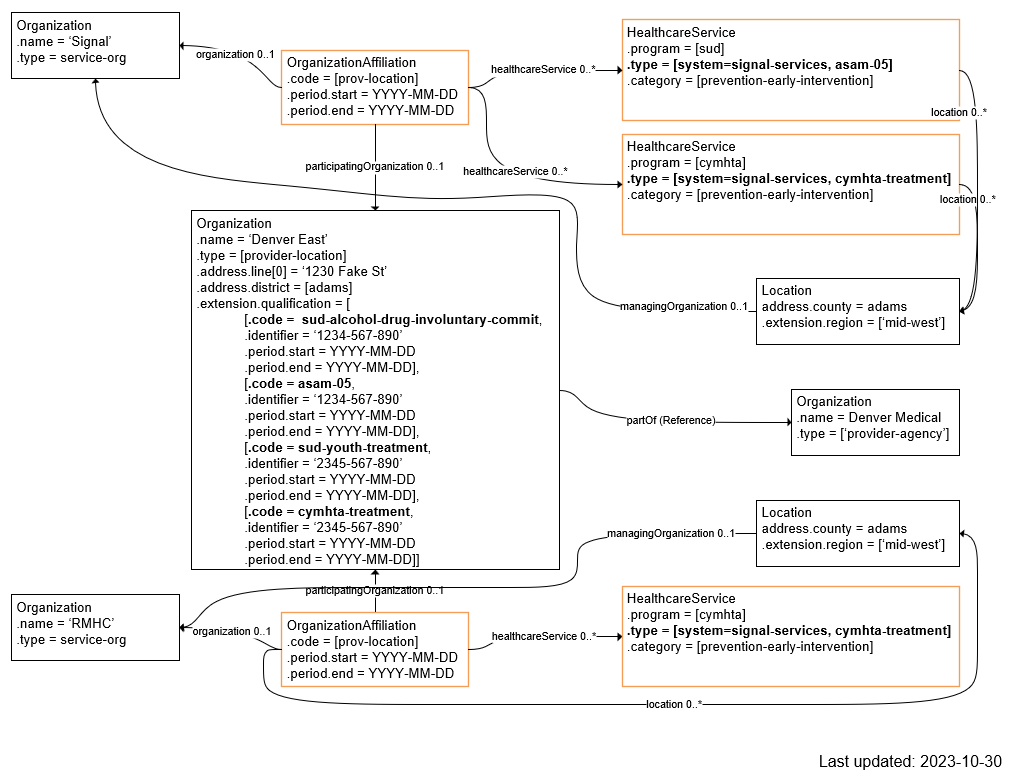 Organization
.name = ‘Signal’
.type = service-org
organization 0..1
OrganizationAffiliation
.code = [prov-location]
.period.start = YYYY-MM-DD
.period.end = YYYY-MM-DD
healthcareService 0..*
HealthcareService
.program = [sud]
.type = [system=signal-services, asam-05]
.category = [prevention-early-intervention]
location 0..*
participatingOrganization 0..1
healthcareService 0..*
HealthcareService
.program = [cymhta]
.type = [system=signal-services, cymhta-treatment]
.category = [prevention-early-intervention]
location 0..*
Organization
.name = ‘Denver East’
.type = [provider-location]
.address.line[0] = ‘1230 Fake St’
.address.district = [adams]
.extension.qualification = [
[.code =  sud-alcohol-drug-involuntary-commit,
.identifier = ‘1234-567-890’
.period.start = YYYY-MM-DD
.period.end = YYYY-MM-DD],
[.code = asam-05,
.identifier = ‘1234-567-890’
.period.start = YYYY-MM-DD
.period.end = YYYY-MM-DD],
[.code = sud-youth-treatment,
.identifier = ‘2345-567-890’
.period.start = YYYY-MM-DD
.period.end = YYYY-MM-DD],
[.code = cymhta-treatment,
.identifier = ‘2345-567-890’
.period.start = YYYY-MM-DD
.period.end = YYYY-MM-DD]]
managingOrganization 0..1
Location
address.county = adams
.extension.region = [‘mid-west’]
partOf (Reference)
Organization
.name = Denver Medical
.type = [‘provider-agency’]
managingOrganization 0..1
Location
address.county = adams
.extension.region = [‘mid-west’]
participatingOrganization 0..1
Organization
.name = ‘RMHC’
.type = service-org
organization 0..1
OrganizationAffiliation
.code = [prov-location]
.period.start = YYYY-MM-DD
.period.end = YYYY-MM-DD
healthcareService 0..*
HealthcareService
.program = [cymhta]
.type = [system=signal-services, cymhta-treatment]
.category = [prevention-early-intervention]
location 0..*
Last updated: 2023-10-30